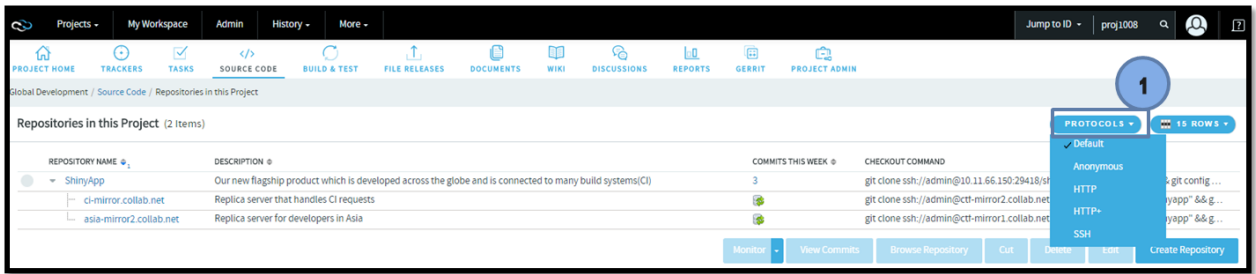 Projects My Workspace Admin History More Jump to ID proj1008
PROJECT HOME TRACKERS TASKS SOURCE CODE BUILD & TEST FILE RELEASES DOCUMENTS WIKI DISCUSSIONS REPORTS GERRIT PROJECT ADMIN
Global Development / Source Code / Repositories in this Project
1
Repositories in this Project (2 Items) PROTOCOLS 15 ROWS
Default
Anonymous
HTTP
HTTP+
SSH
REPOSITORY NAME 1 DESCRIPTION COMMITS THIS WEEK CHECKOUT COMMAND
ShinyApp Our new flagship product which is developed across the globe and is connected to many build systems(CI) 3 git clone ssh://admin@10.11.66.150:29418/sh & git config ...
ci-mirror.collab.net Replica server that handles CI requests git clone ssh://admin@ctf-mirror2.collab.net yapp" && g...
asia-mirror2.collab.net Replica server for developers in Asia git clone ssh://admin@ctf-mirror1.collab.net yapp" && g...
Monitor View Commits Browse Repository Cut Delete Edit Create Repository